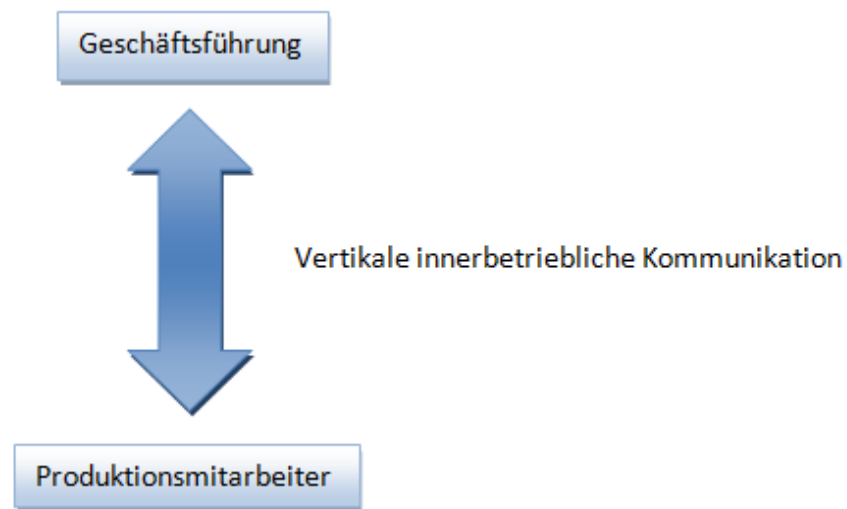 Geschäftsführung
Vertikale innerbetriebliche Kommunikation
Produktionsmitarbeiter